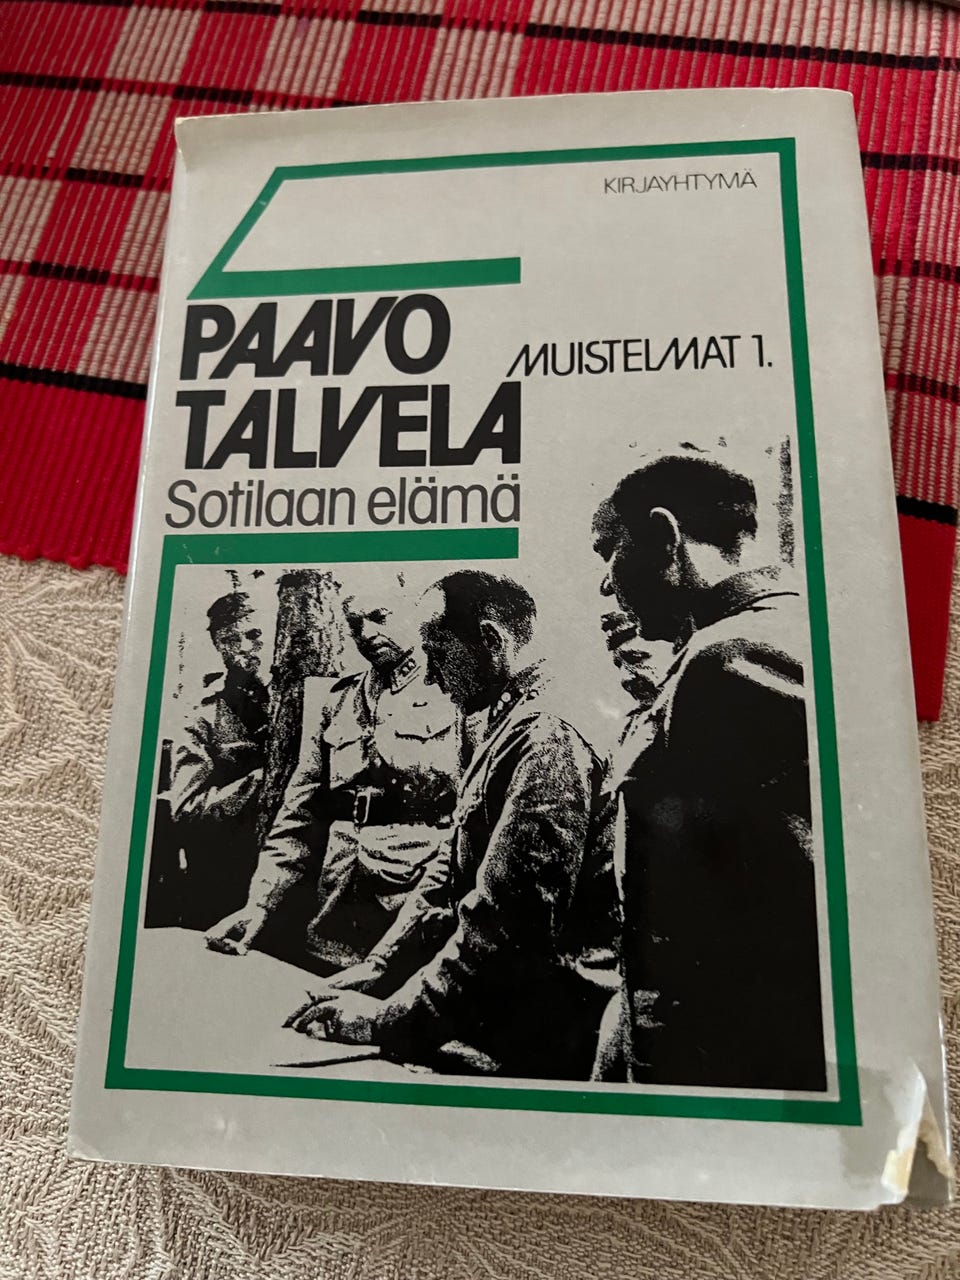 KIRJAYHTYMÄ
PAAVO
TALVELA
MUISTELMAT 1.
Sotilaan elämä